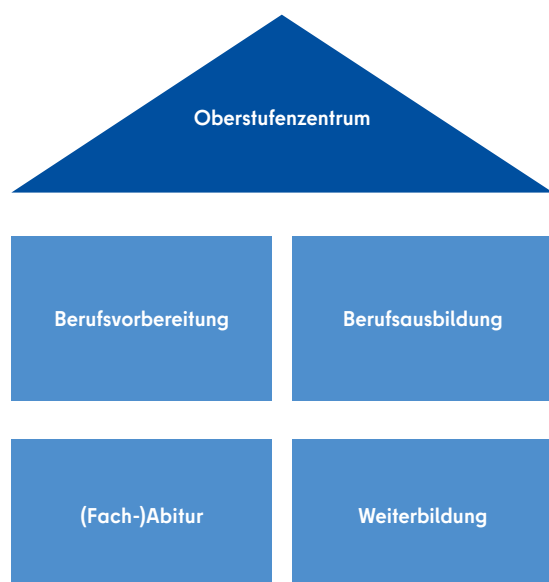 Oberstufenzentrum
Berufsvorbereitung
Berufsausbildung
(Fach-)Abitur
Weiterbildung